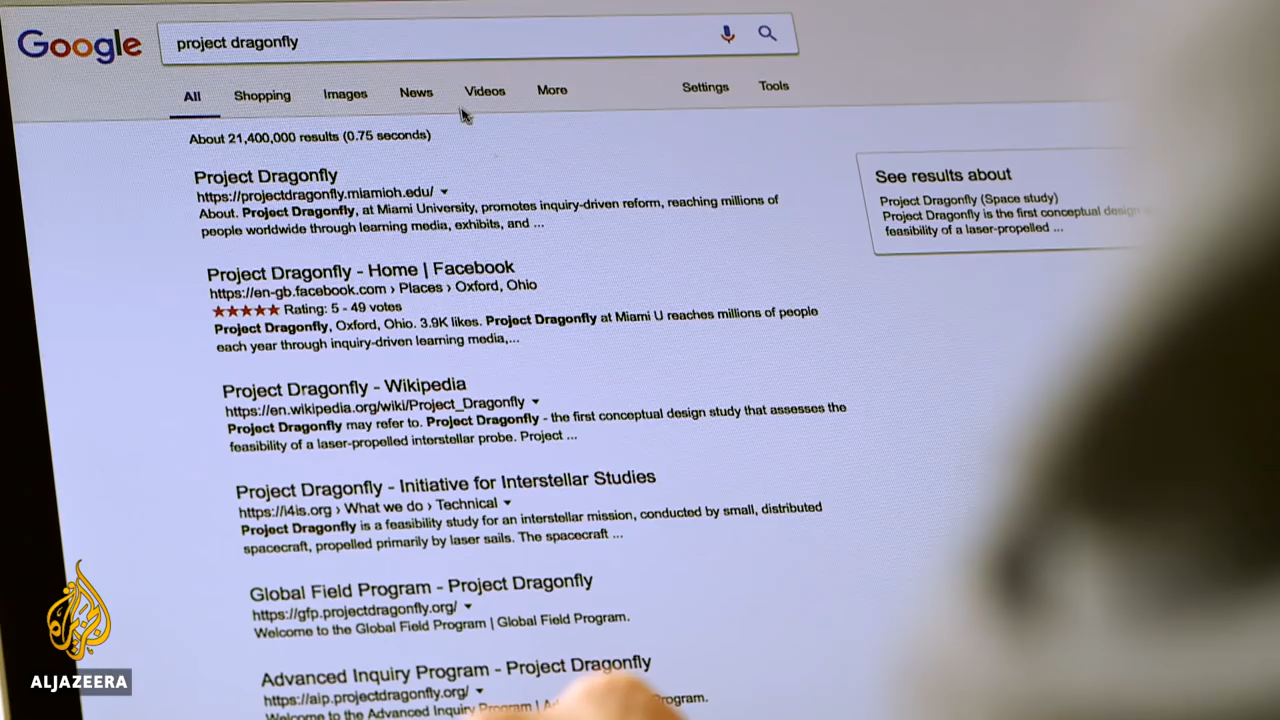 Google
project dragonfly
All Shopping Images News Videos More Settings Tools
About 21,400,000 results (0.75 seconds)
Project Dragonfly
https://projectdragonfly.miamioh.edu/
About. Project Dragonfly, at Miami University, promotes inquiry-driven reform, reaching millions of
people worldwide through learning media, exhibits, and ...
Project Dragonfly - Home | Facebook
https://en-gb.facebook.com › Places › Oxford, Ohio
Rating: 5 - 49 votes
Project Dragonfly, Oxford, Ohio. 3.9K likes. Project Dragonfly at Miami U reaches millions of people
each year through inquiry-driven learning media,...
Project Dragonfly - Wikipedia
https://en.wikipedia.org/wiki/Project_Dragonfly
Project Dragonfly may refer to. Project Dragonfly - the first conceptual design study that assesses the
feasibility of a laser-propelled interstellar probe. Project ...
Project Dragonfly - Initiative for Interstellar Studies
https://i4is.org › What we do › Technical
Project Dragonfly is a feasibility study for an interstellar mission, conducted by small, distributed
spacecraft, propelled primarily by laser sails. The spacecraft ...
Global Field Program - Project Dragonfly
https://gfp.projectdragonfly.org/
Welcome to the Global Field Program | Global Field Program.
Advanced Inquiry Program - Project Dragonfly
https://aip.projectdragonfly.org/
Welcome to the Advanced Inquiry Program |
See results about
Project Dragonfly (Space study)
Project Dragonfly is the first conceptual design
feasibility of a laser-propelled ...
ALJAZEERA